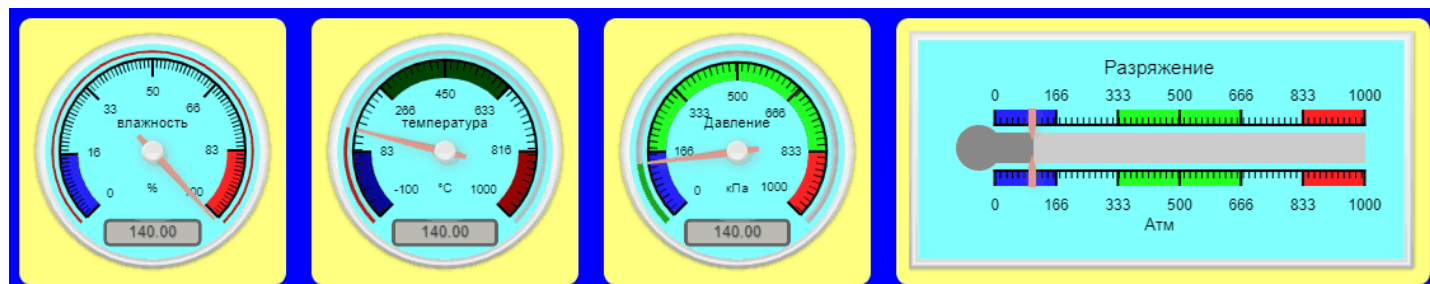 50
33 66
влажность
16 83
0 % 100
140.00
450
266 633
температура
83 816
-100 °C 1000
140.00
500
333 666
Давление
166 833
0 кПа 1000
140.00
Разряжение
0 166 333 500 666 833 1000
0 166 333 500 666 833 1000
Атм